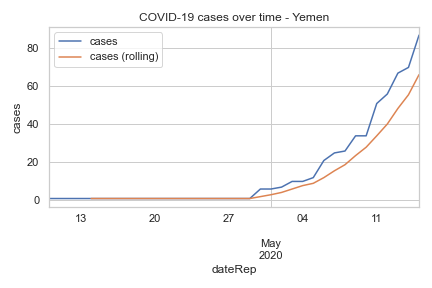 COVID-19 cases over time - Yemen
cases
cases (rolling)
80
60
40
20
0
cases
13
20
27
04
11
May
2020
dateRep